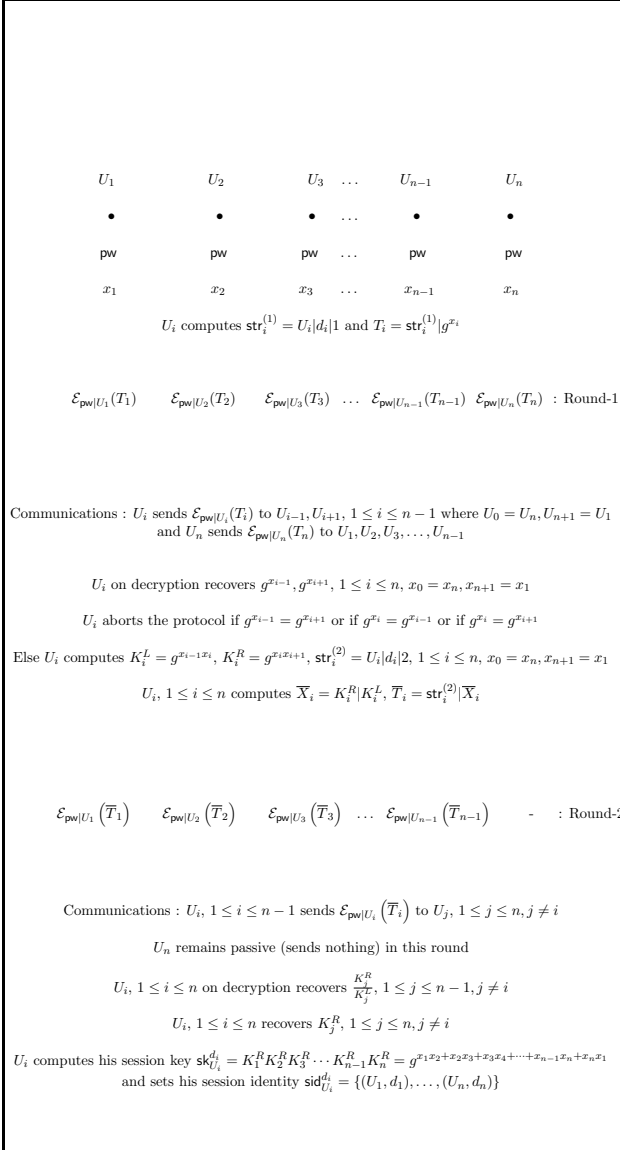 U_1 U_2 U_3 … U_{n−1} U_n
• • • … • •
pw pw pw … pw pw
x_1 x_2 x_3 … x_{n−1} x_n
U_i computes str_i^{(1)} = U_i|d_i|1 and T_i = str_i^{(1)}|g^{x_i}
ℰ_{pw|U_1}(T_1) ℰ_{pw|U_2}(T_2) ℰ_{pw|U_3}(T_3) … ℰ_{pw|U_{n−1}}(T_{n−1}) ℰ_{pw|U_n}(T_n) : Round-1
Communications : U_i sends ℰ_{pw|U_i}(T_i) to U_{i−1}, U_{i+1}, 1 ≤ i ≤ n − 1 where U_0 = U_n, U_{n+1} = U_1
and U_n sends ℰ_{pw|U_n}(T_n) to U_1, U_2, U_3, . . . , U_{n−1}
U_i on decryption recovers g^{x_{i−1}}, g^{x_{i+1}}, 1 ≤ i ≤ n, x_0 = x_n, x_{n+1} = x_1
U_i aborts the protocol if g^{x_{i−1}} = g^{x_{i+1}} or if g^{x_i} = g^{x_{i−1}} or if g^{x_i} = g^{x_{i+1}}
Else U_i computes K_i^L = g^{x_{i−1}x_i}, K_i^R = g^{x_i x_{i+1}}, str_i^{(2)} = U_i|d_i|2, 1 ≤ i ≤ n, x_0 = x_n, x_{n+1} = x_1
U_i, 1 ≤ i ≤ n computes X̅_i = K_i^R|K_i^L, T̅_i = str_i^{(2)}|X̅_i
ℰ_{pw|U_1}(T̅_1) ℰ_{pw|U_2}(T̅_2) ℰ_{pw|U_3}(T̅_3) … ℰ_{pw|U_{n−1}}(T̅_{n−1}) - : Round-2
Communications : U_i, 1 ≤ i ≤ n − 1 sends ℰ_{pw|U_i}(T̅_i) to U_j, 1 ≤ j ≤ n, j ≠ i
U_n remains passive (sends nothing) in this round
U_i, 1 ≤ i ≤ n on decryption recovers K_j^R/K_j^L, 1 ≤ j ≤ n − 1, j ≠ i
U_i, 1 ≤ i ≤ n recovers K_j^R, 1 ≤ j ≤ n, j ≠ i
U_i computes his session key sk_{U_i}^{d_i} = K_1^R K_2^R K_3^R ⋯ K_{n−1}^R K_n^R = g^{x_1x_2+x_2x_3+x_3x_4+⋯+x_{n−1}x_n+x_nx_1}
and sets his session identity sid_{U_i}^{d_i} = {(U_1, d_1), . . . , (U_n, d_n)}